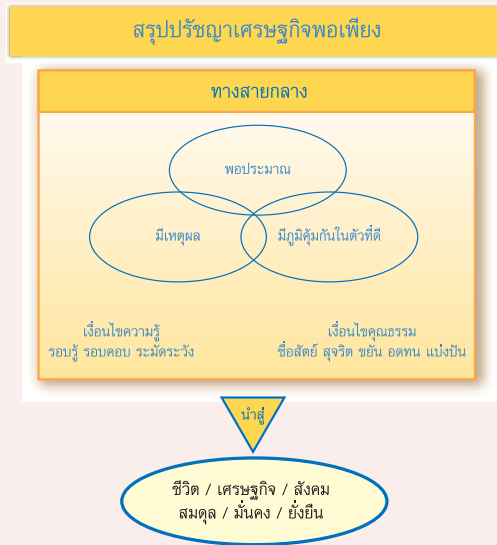 สรุปปรัชญาเศรษฐกิจพอเพียง
ทางสายกลาง
พอประมาณ
มีเหตุผล
มีภูมิคุ้มกันในตัวที่ดี
เงื่อนไขความรู้
รอบรู้ รอบคอบ ระมัดระวัง
เงื่อนไขคุณธรรม
ซื่อสัตย์ สุจริต ขยัน อดทน แบ่งปัน
นำสู่
ชีวิต / เศรษฐกิจ / สังคม
สมดุล / มั่นคง / ยั่งยืน